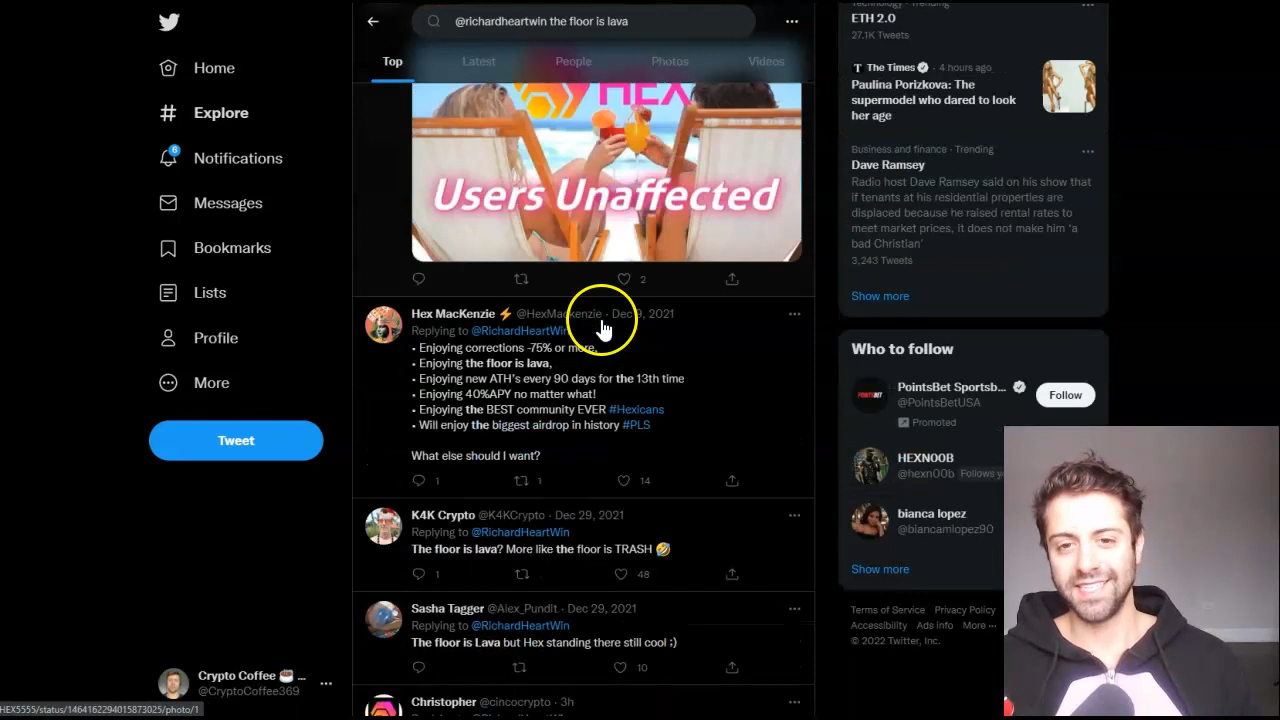 @richardheartwin the floor is lava
Top
Latest
People
Photos
Videos
Home
Explore
6
Notifications
Messages
Bookmarks
Lists
Profile
More
Tweet
Crypto Coffee ☕ ...
@CryptoCoffee369
HEX5555/status/1464162294015873025/photo/1
HEX
Users Unaffected
2
Hex MacKenzie ⚡ @HexMackenzie · Dec 9, 2021
Replying to @RichardHeartWin
• Enjoying corrections -75% or more,
• Enjoying the floor is lava,
• Enjoying new ATH's every 90 days for the 13th time
• Enjoying 40%APY no matter what!
• Enjoying the BEST community EVER #Hexicans
• Will enjoy the biggest airdrop in history #PLS
What else should I want?
1 1 14
K4K Crypto @K4KCrypto · Dec 29, 2021
Replying to @RichardHeartWin
The floor is lava? More like the floor is TRASH 🤣
1 48
Sasha Tagger @Alex_Pundit · Dec 29, 2021
Replying to @RichardHeartWin
The floor is Lava but Hex standing there still cool ;)
10
Christopher @cincocrypto · 3h
Technology · Trending
ETH 2.0
27.1K Tweets
The Times · 4 hours ago
Paulina Porizkova: The
supermodel who dared to look
her age
Business and finance · Trending
Dave Ramsey
Radio host Dave Ramsey said on his show that
if tenants at his residential properties are
displaced because he raised rental rates to
meet market prices, it does not make him 'a
bad Christian'
3,243 Tweets
Show more
Who to follow
PointsBet Sportsb...
@PointsBetUSA
Follow
Promoted
HEXN00B
@hexn00b Follows
bianca lopez
@biancamlopez90
Show more
Terms of Service Privacy Policy
Accessibility Ads info More ···
© 2022 Twitter, Inc.